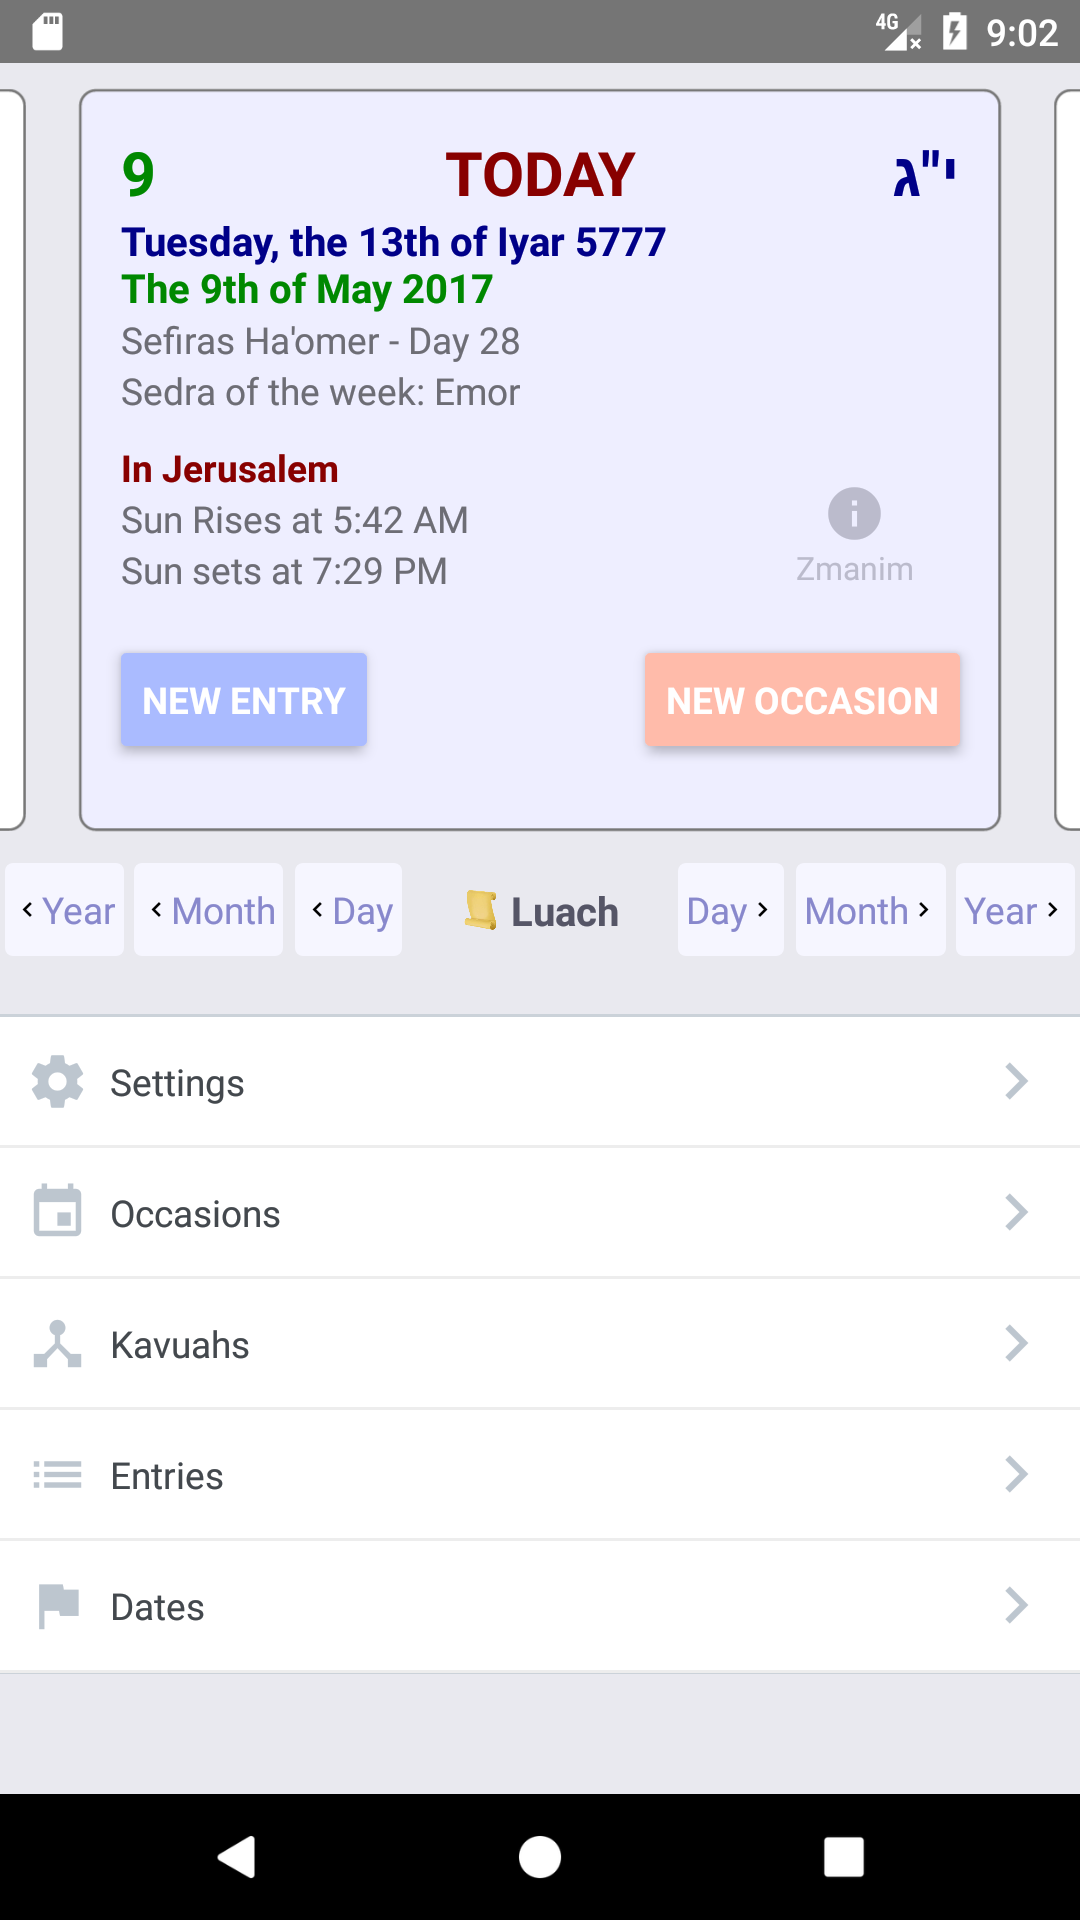 4G 9:02
9 TODAY י"ג
Tuesday, the 13th of Iyar 5777
The 9th of May 2017
Sefiras Ha'omer - Day 28
Sedra of the week: Emor
In Jerusalem
Sun Rises at 5:42 AM
Sun sets at 7:29 PM
Zmanim
NEW ENTRY NEW OCCASION
Year Month Day Luach Day Month Year
Settings
Occasions
Kavuahs
Entries
Dates